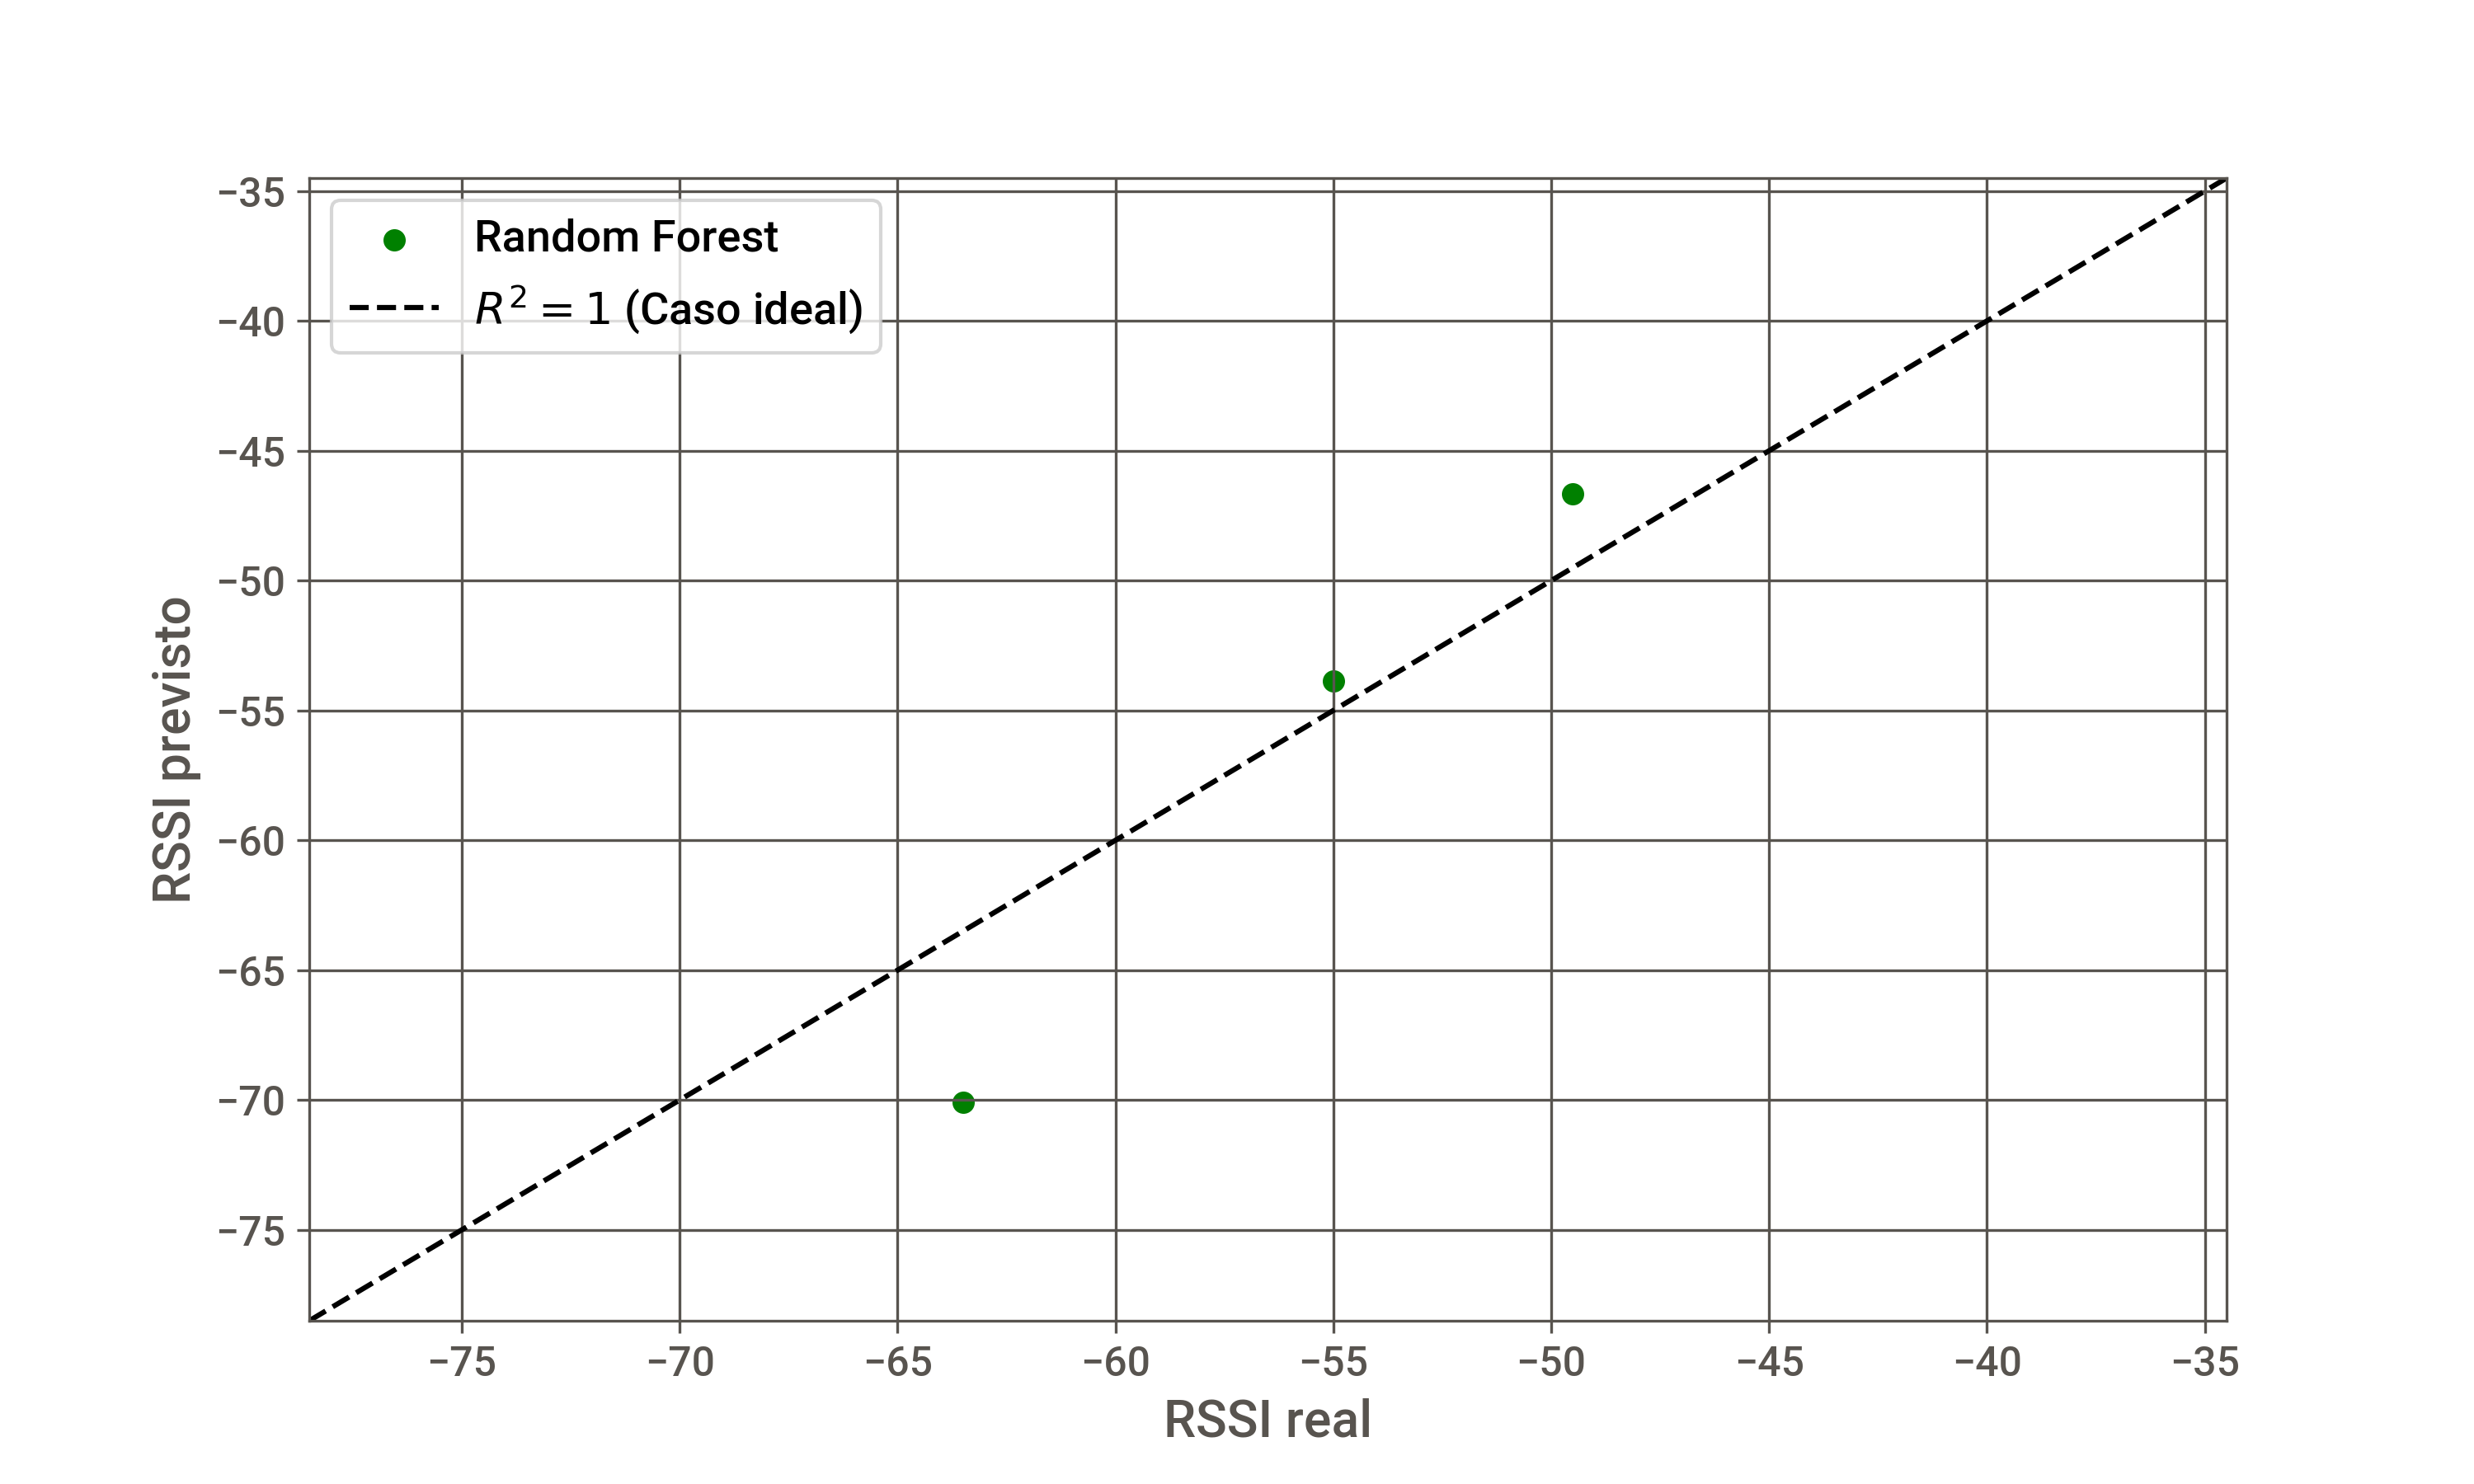 Random Forest
R² = 1 (Caso ideal)
RSSI previsto
−35
−40
−45
−50
−55
−60
−65
−70
−75
−75 −70 −65 −60 −55 −50 −45 −40 −35
RSSI real